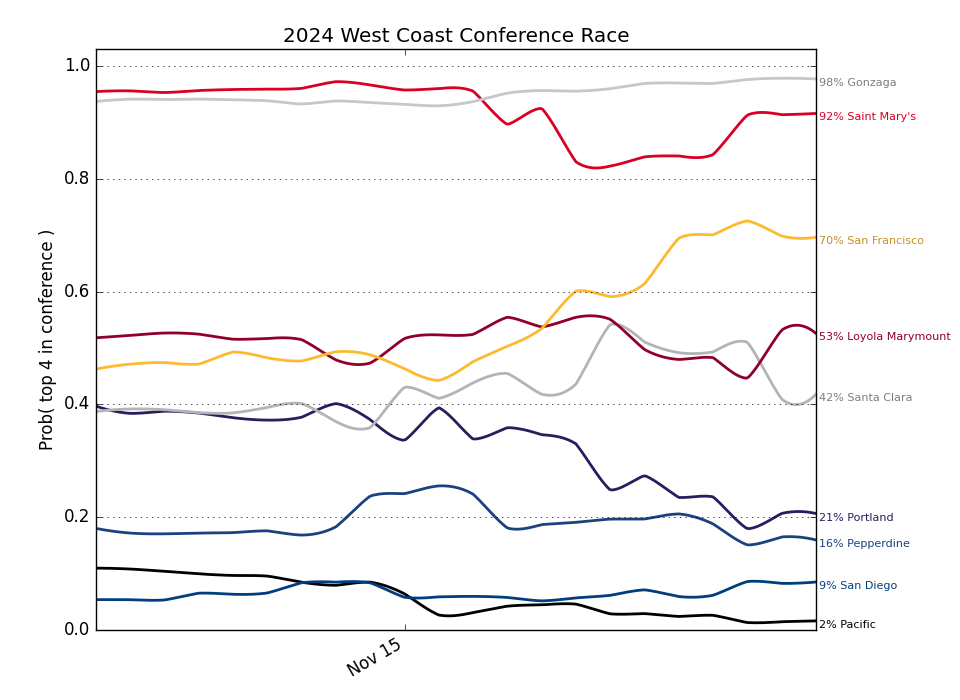 2024 West Coast Conference Race
Prob( top 4 in conference )
1.0
0.8
0.6
0.4
0.2
0.0
Nov 15
98% Gonzaga
92% Saint Mary's
70% San Francisco
53% Loyola Marymount
42% Santa Clara
21% Portland
16% Pepperdine
9% San Diego
2% Pacific